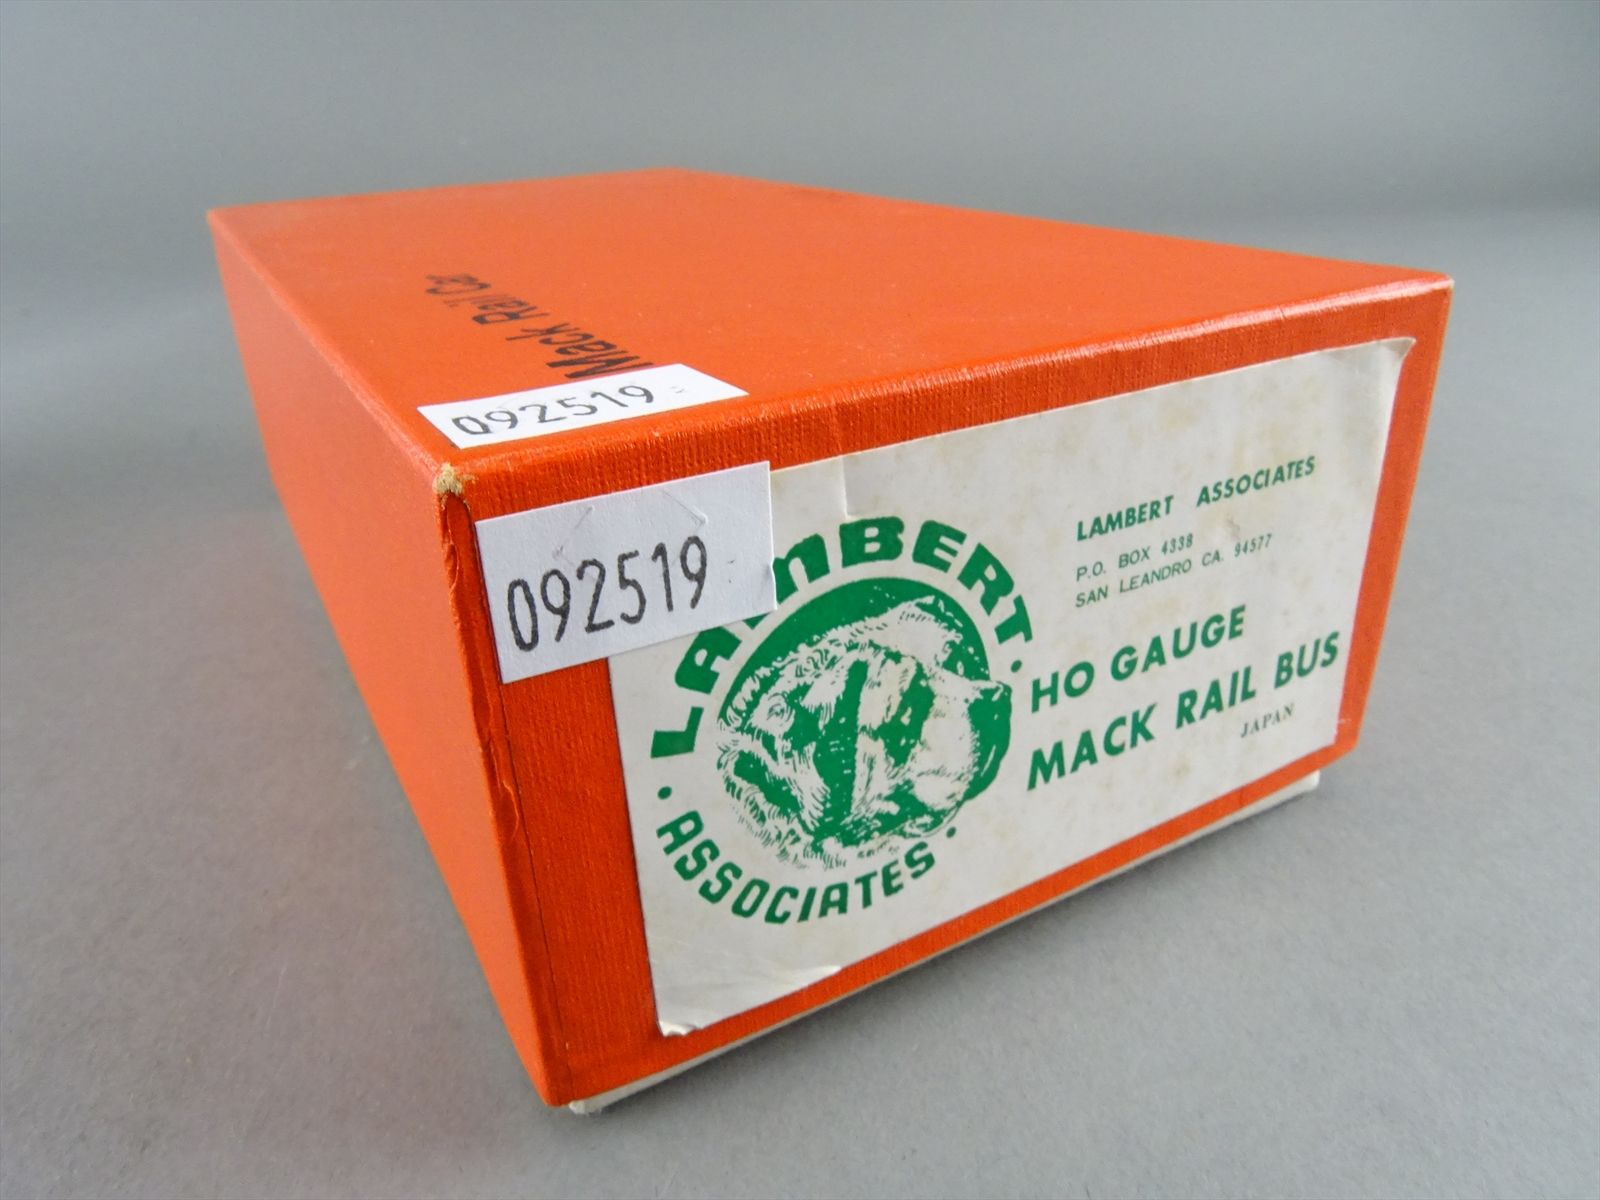 Mack Rail Car
092519
092519
LAMBERT
· ASSOCIATES ·
LAMBERT ASSOCIATES
P.O. BOX 4338
SAN LEANDRO CA. 94577
HO GAUGE
MACK RAIL BUS
JAPAN